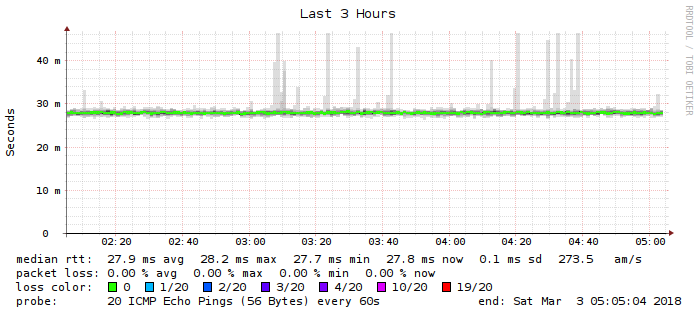 Last 3 Hours
RRDTOOL / TOBI OETIKER
Seconds
40 m
30 m
20 m
10 m
0
02:20 02:40 03:00 03:20 03:40 04:00 04:20 04:40 05:00
median rtt: 27.9 ms avg 28.2 ms max 27.7 ms min 27.8 ms now 0.1 ms sd 273.5 am/s
packet loss: 0.00 % avg 0.00 % max 0.00 % min 0.00 % now
loss color: 0 1/20 2/20 3/20 4/20 10/20 19/20
probe: 20 ICMP Echo Pings (56 Bytes) every 60s end: Sat Mar 3 05:05:04 2018